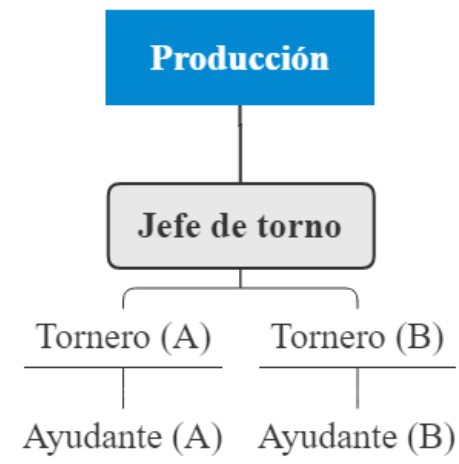 Producción
Jefe de torno
Tornero (A) Tornero (B)
Ayudante (A) Ayudante (B)